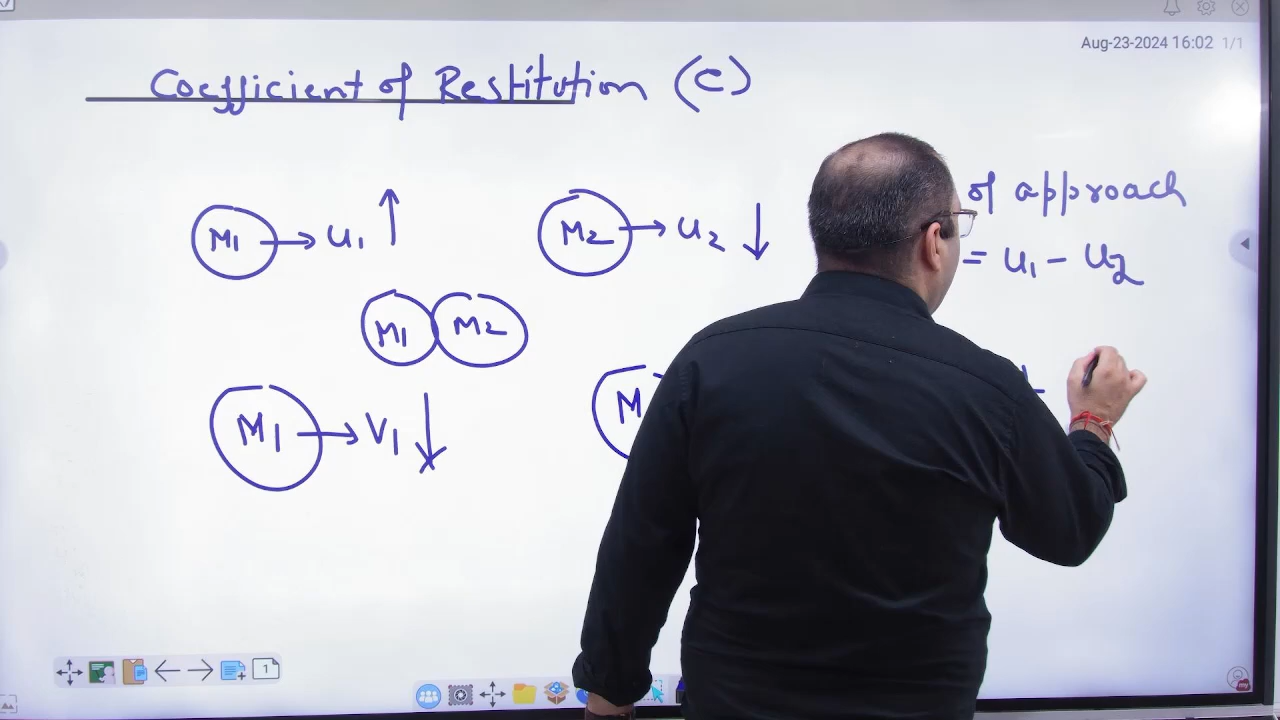 Aug-23-2024 16:02 1/1
Coefficient of Restitution (e)
of approach
M1 → u1 ↑ M2 → u2 ↓
= u1 - u2
M1 M2
M1 → V1 ↓ M
1